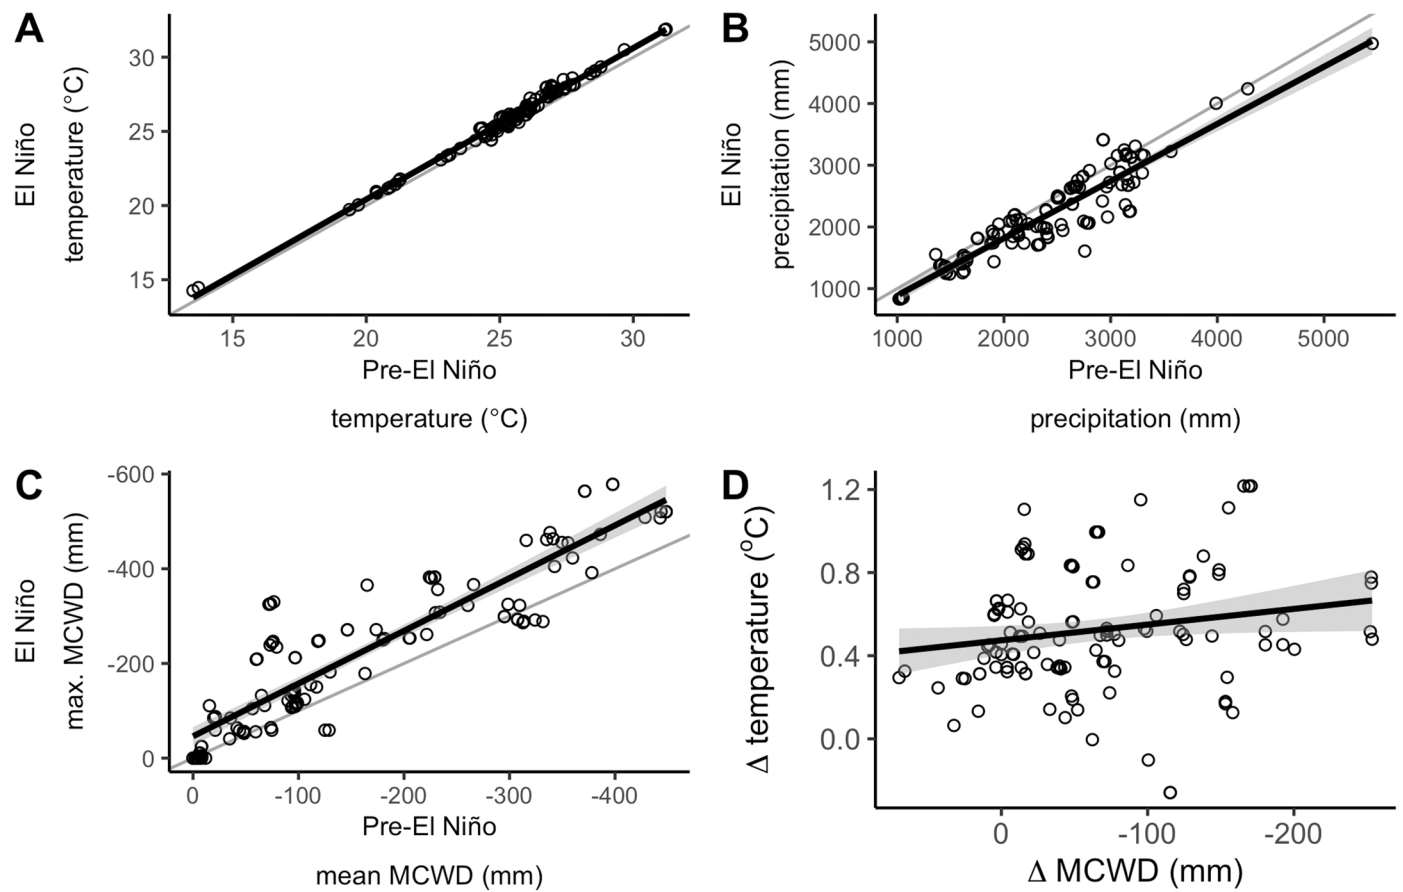 A
El Niño
temperature (°C)
30
25
20
15
15 20 25 30
Pre-El Niño
temperature (°C)
B
El Niño
precipitation (mm)
5000
4000
3000
2000
1000
1000 2000 3000 4000 5000
Pre-El Niño
precipitation (mm)
C
El Niño
max. MCWD (mm)
-600
-400
-200
0
0 -100 -200 -300 -400
Pre-El Niño
mean MCWD (mm)
D
Δ temperature (°C)
1.2
0.8
0.4
0.0
0 -100 -200
Δ MCWD (mm)